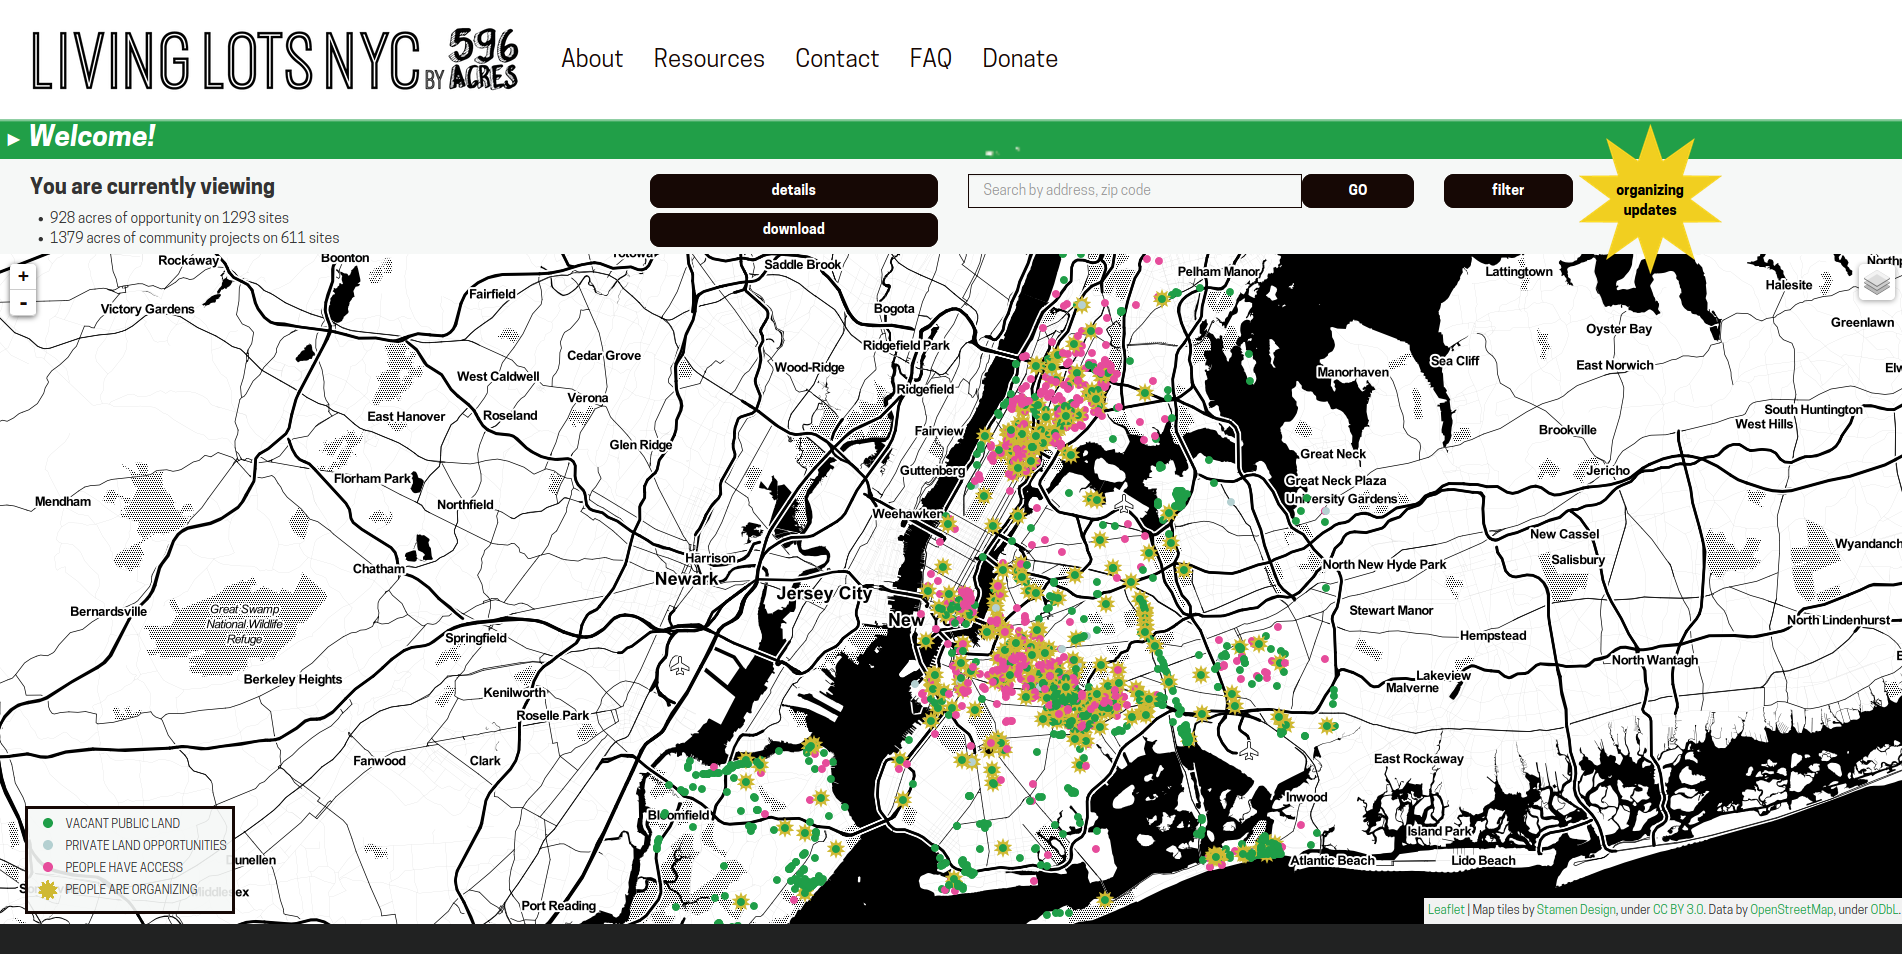 LIVING LOTS NYC BY 596 ACRES
About Resources Contact FAQ Donate
Welcome!
You are currently viewing
928 acres of opportunity on 1293 sites
1379 acres of community projects on 611 sites
details
download
Search by address, zip code
GO
filter
organizing
updates
+
-
Rockaway
Boonton
Saddle Brook
Pelham Manor
Lattington
Halesite
Victory Gardens
Fairfield
Bogota
Oyster Bay
Greenlawn
Cedar Grove
Ridgefield Park
Sea Cliff
East Norwich
West Caldwell
Wood-Ridge
Manorhaven
Verona
Ridgefield
East Hanover
Roseland
South Huntington
West Hills
Glen Ridge
Fairview
Brookville
Great Neck
Florham Park
Guttenberg
Great Neck Plaza
Jericho
Mendham
Northfield
Weehawken
University Gardens
New Cassel
Salisbury
Wyandanch
Chatham
Harrison
North New Hyde Park
Newark
Jersey City
Bernardsville
Great Swamp
National Wildlife
Refuge
New Yo
Stewart Manor
North Lindenhurst
Springfield
Hempstead
Berkeley Heights
North Wantagh
Kenilworth
Lakeview
Malverne
Roselle Park
Fanwood
Clark
East Rockaway
Inwood
Bloomfield
Island Park
Atlantic Beach
Lido Beach
Port Reading
VACANT PUBLIC LAND
PRIVATE LAND OPPORTUNITIES
PEOPLE HAVE ACCESS
PEOPLE ARE ORGANIZING
unellen
Leaflet | Map tiles by Stamen Design, under CC BY 3.0. Data by OpenStreetMap, under ODbL.